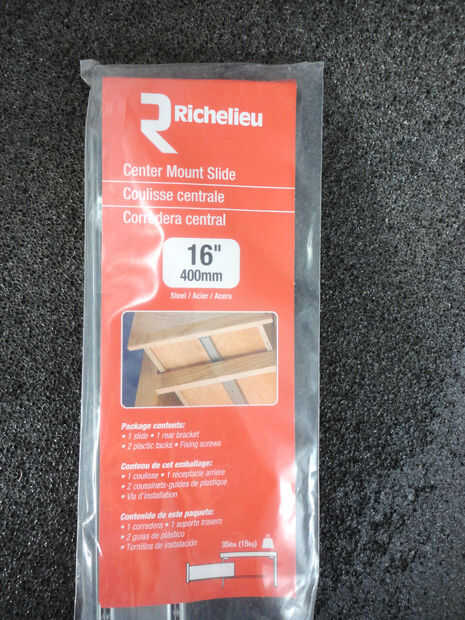 Richelieu
Center Mount Slide
Coulisse centrale
Corredera central
16"
400mm
Steel / Acier / Acero
Package contents:
• 1 slide • 1 rear bracket
• 2 plastic tacks • Fixing screws
Contenu de cet emballage:
• 1 coulisse • 1 réceptacle arrière
• 2 coussinets-guides de plastique
• Vis d'installation
Contenido de este paquete:
• 1 corredera • 1 soporte trasero
• 2 guías de plástico
• Tornillos de instalación
35lbs (15kg)